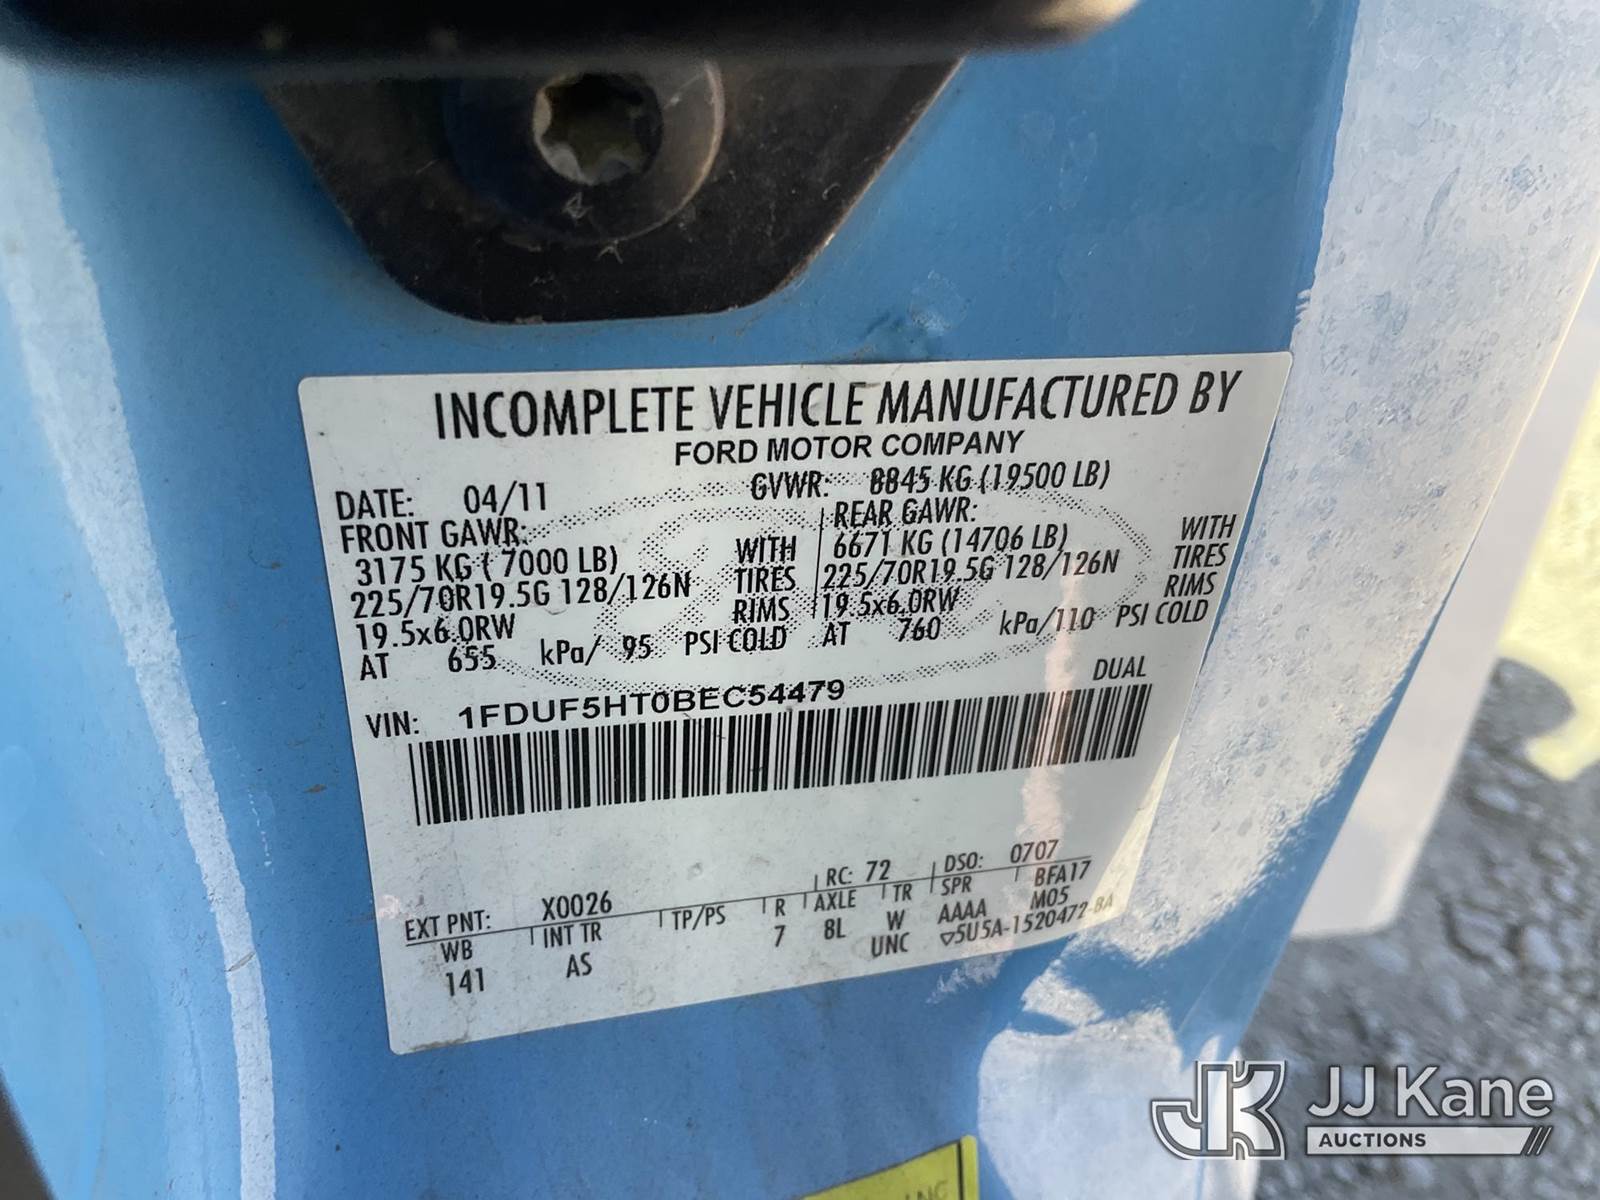 INCOMPLETE VEHICLE MANUFACTURED BY
FORD MOTOR COMPANY
DATE: 04/11 GVWR: 8845 KG (19500 LB)
FRONT GAWR: REAR GAWR:
3175 KG ( 7000 LB) WITH 6671 KG (14706 LB) WITH
225/70R19.5G 128/126N TIRES 225/70R19.5G 128/126N TIRES
19.5x6.0RW RIMS 19.5x6.0RW RIMS
AT 655 kPa/ 95 PSI COLD AT 760 kPa/110 PSI COLD
VIN: 1FDUF5HT0BEC54479 DUAL
EXT PNT: X0026 RC: 72 DSO: 0707
WB INT TR TP/PS R AXLE TR SPR BFA17
141 AS 7 8L W AAAA M05
UNC ▽5U5A-1520472-BA
JK JJ Kane
AUCTIONS